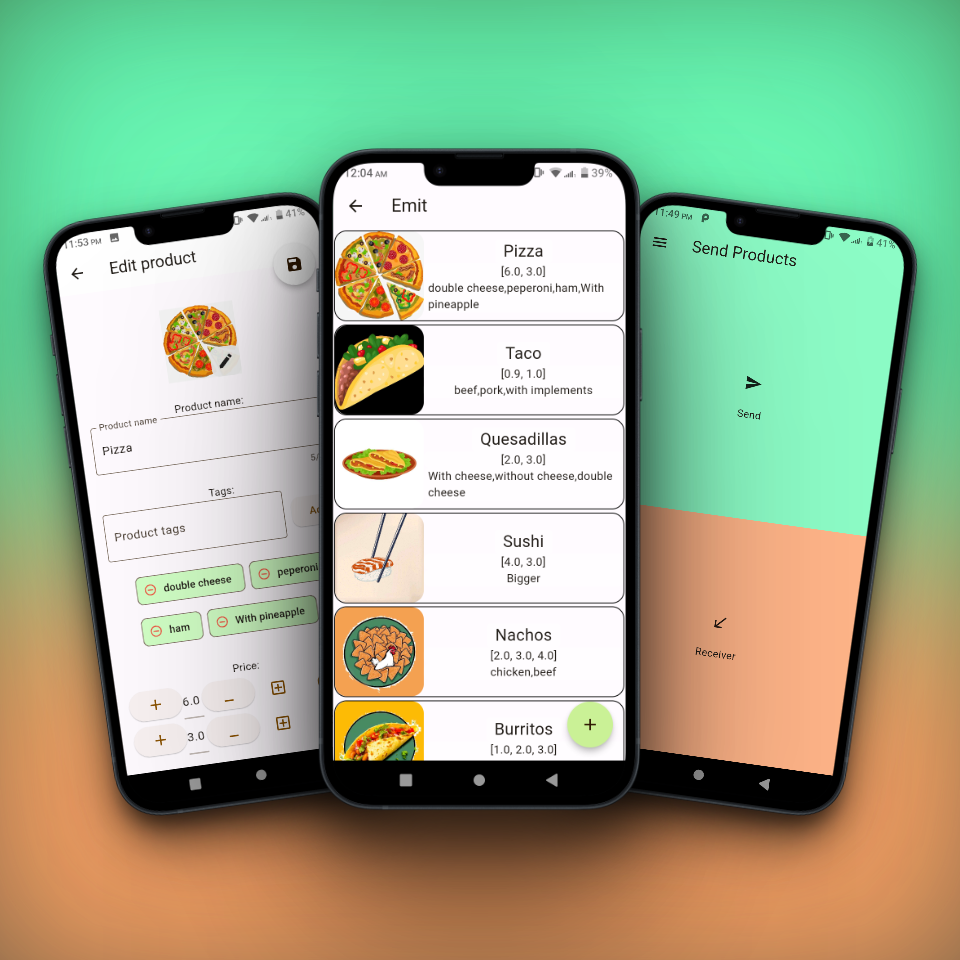 11:53 PM
41%
Edit product
Product name:
Product name
Pizza
5/
Tags:
Product tags
double cheese
peperoni
ham
With pineapple
Price:
6.0
3.0
12:04 AM
39%
Emit
Pizza
[6.0, 3.0]
double cheese,peperoni,ham,With
pineapple
Taco
[0.9, 1.0]
beef,pork,with implements
Quesadillas
[2.0, 3.0]
With cheese,without cheese,double
cheese
Sushi
[4.0, 3.0]
Bigger
Nachos
[2.0, 3.0, 4.0]
chicken,beef
Burritos
[1.0, 2.0, 3.0]
11:49 PM
41%
Send Products
Send
Receiver